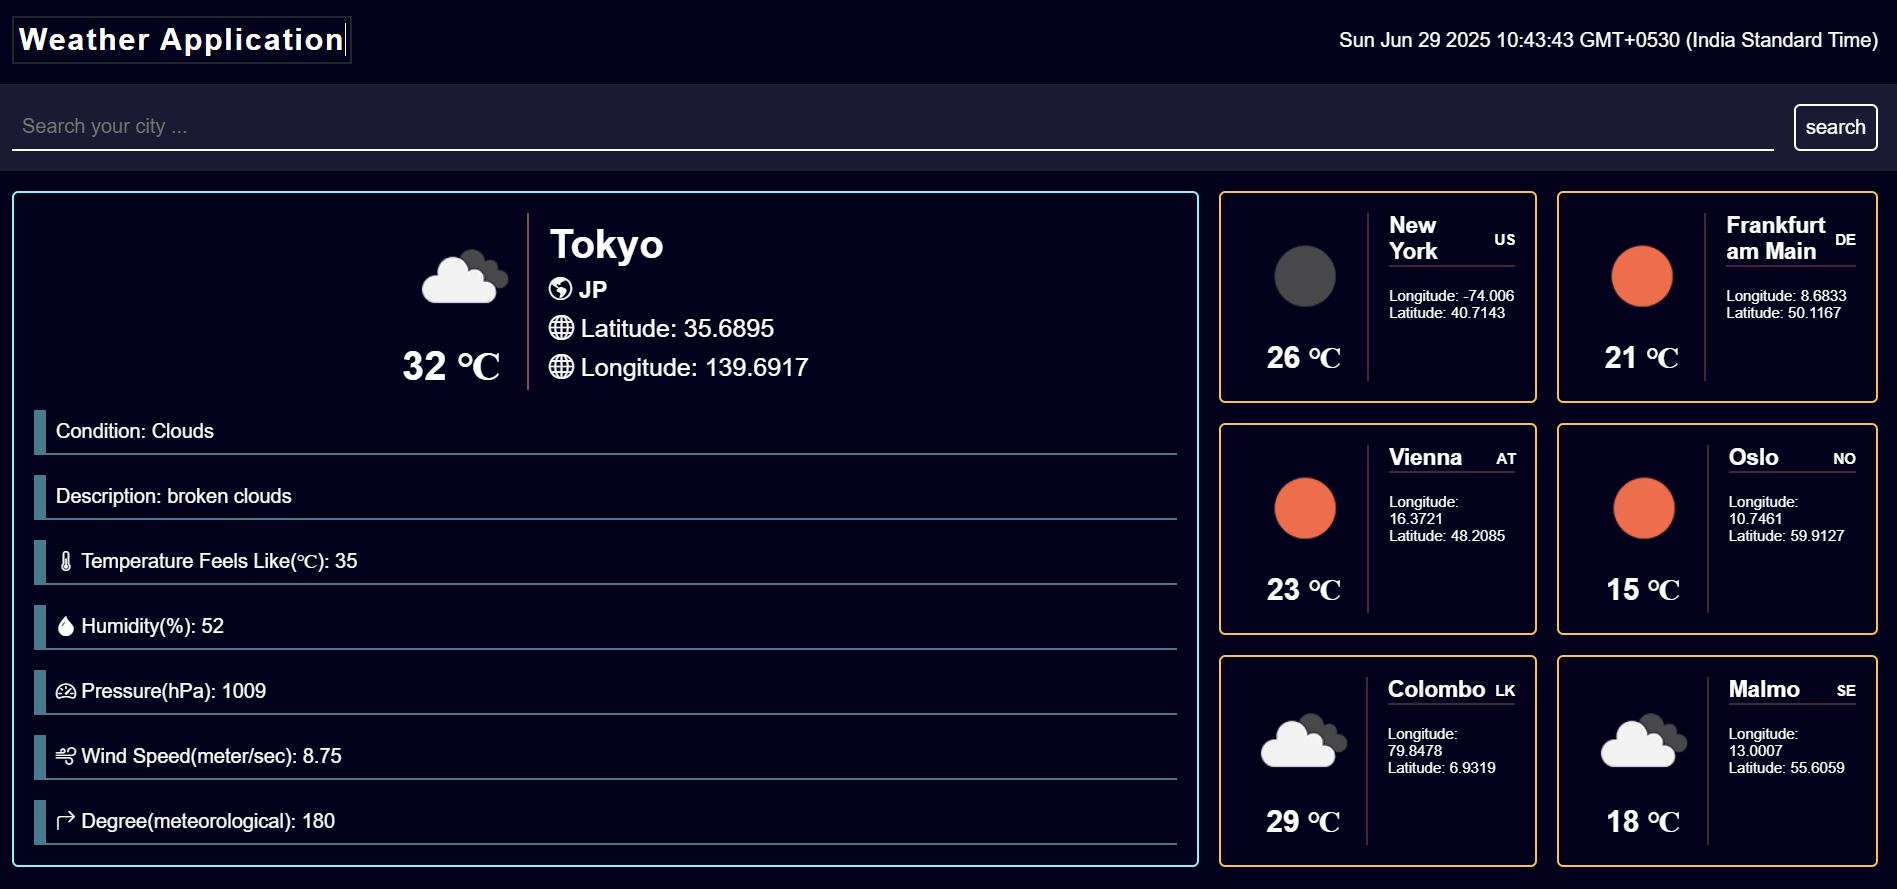 Weather Application
Sun Jun 29 2025 10:43:43 GMT+0530 (India Standard Time)
Search your city ...
search
Tokyo
JP
Latitude: 35.6895
Longitude: 139.6917
32 ℃
Condition: Clouds
Description: broken clouds
Temperature Feels Like(℃): 35
Humidity(%): 52
Pressure(hPa): 1009
Wind Speed(meter/sec): 8.75
Degree(meteorological): 180
New
York
US
Longitude: -74.006
Latitude: 40.7143
26 ℃
Frankfurt
am Main
DE
Longitude: 8.6833
Latitude: 50.1167
21 ℃
Vienna AT
Longitude:
16.3721
Latitude: 48.2085
23 ℃
Oslo NO
Longitude:
10.7461
Latitude: 59.9127
15 ℃
Colombo LK
Longitude:
79.8478
Latitude: 6.9319
29 ℃
Malmo SE
Longitude:
13.0007
Latitude: 55.6059
18 ℃